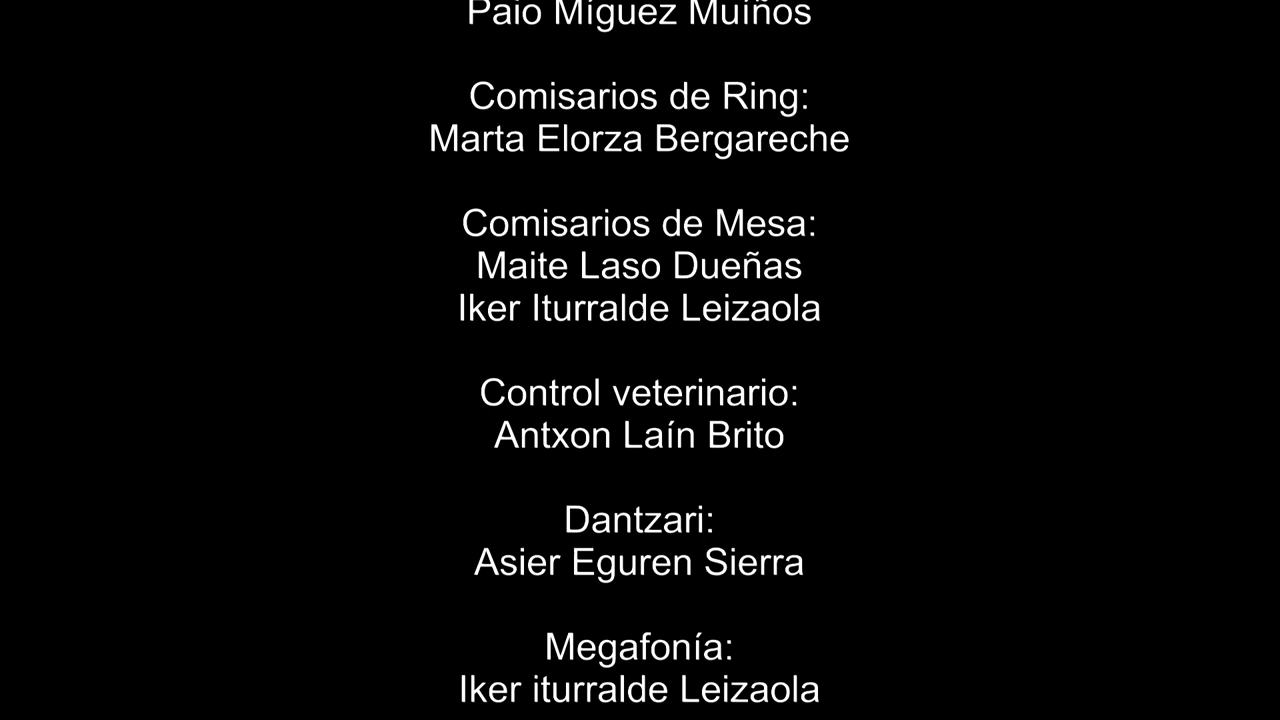 Paio Míguez Muíños
Comisarios de Ring:
Marta Elorza Bergareche
Comisarios de Mesa:
Maite Laso Dueñas
Iker Iturralde Leizaola
Control veterinario:
Antxon Laín Brito
Dantzari:
Asier Eguren Sierra
Megafonía:
Iker iturralde Leizaola